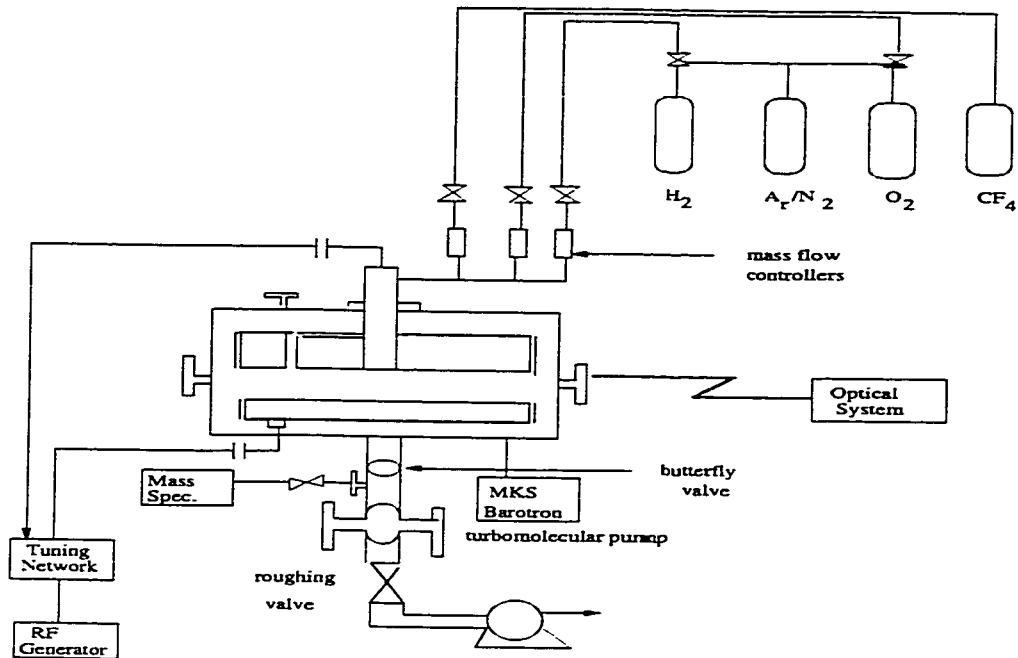 H2
Ar/N2
O2
CF4
mass flow
controllers
Optical
System
butterfly
valve
Mass
Spec.
MKS
Barotron
turbomolecular pump
Tuning
Network
roughing
valve
RF
Generator